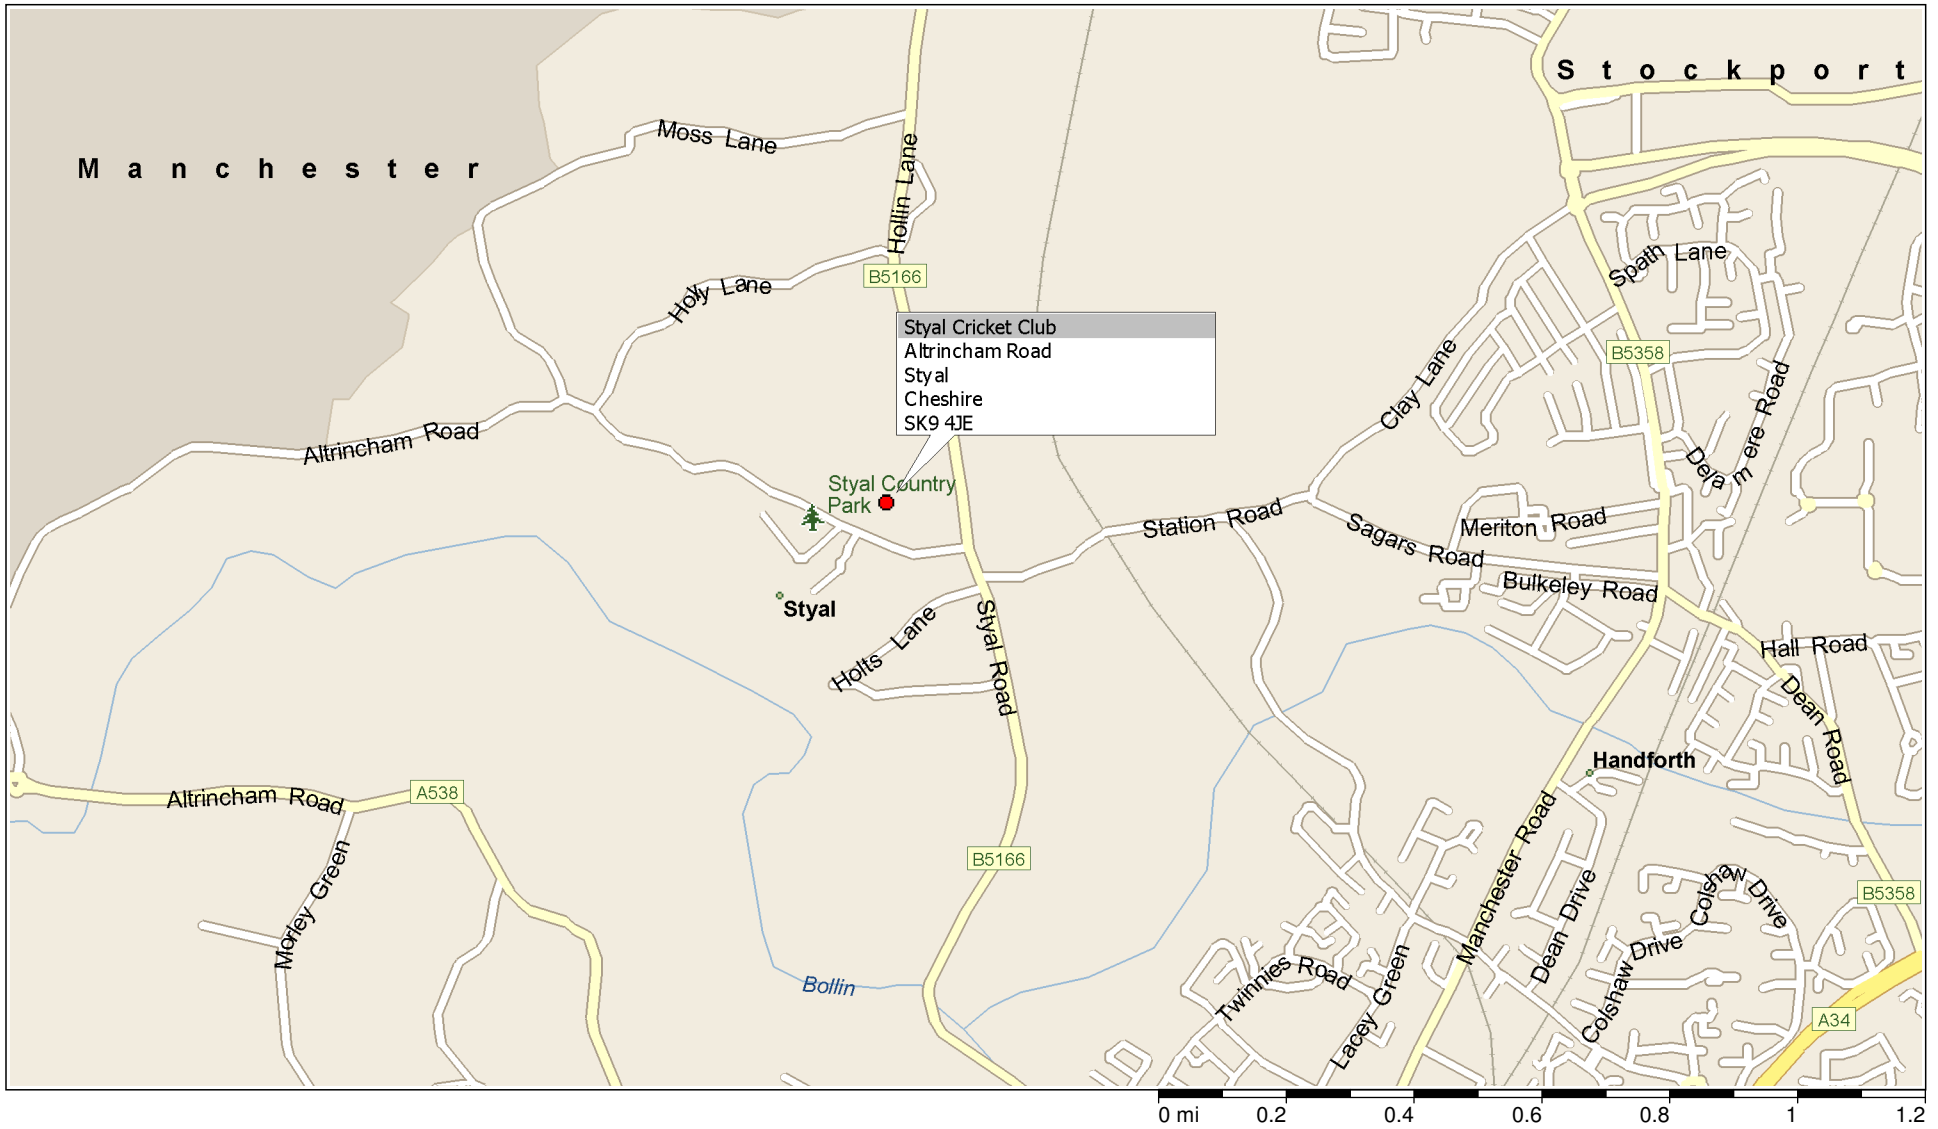 Stockport
Manchester
Moss Lane
Hollin Lane
Spath Lane
B5166
Holy Lane
Styal Cricket Club
Altrincham Road
Styal
Cheshire
SK9 4JE
B5358
Clay Lane
Delamere Road
Altrincham Road
Styal Country
Park
Station Road
Sagars Road
Meriton Road
Bulkeley Road
Styal
Holts Lane
Styal Road
Hall Road
Dean Road
Handforth
Altrincham Road
A538
Morley Green
B5166
Manchester Road
Dean Drive
Colshaw Drive
Colshaw Drive
B5358
Bollin
Twinnies Road
Lacey Green
A34
0 mi 0.2 0.4 0.6 0.8 1 1.2